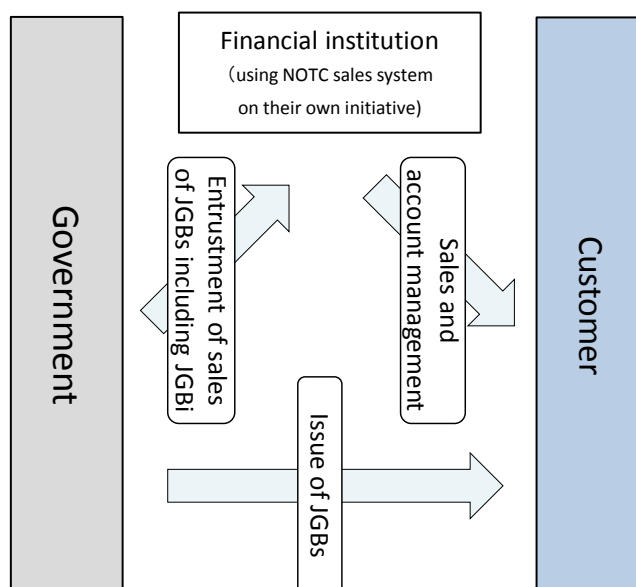 Financial institution
（using NOTC sales system
on their own initiative)
Government
Entrustment of sales
of JGBs including JGBi
Sales and
account management
Customer
Issue of JGBs